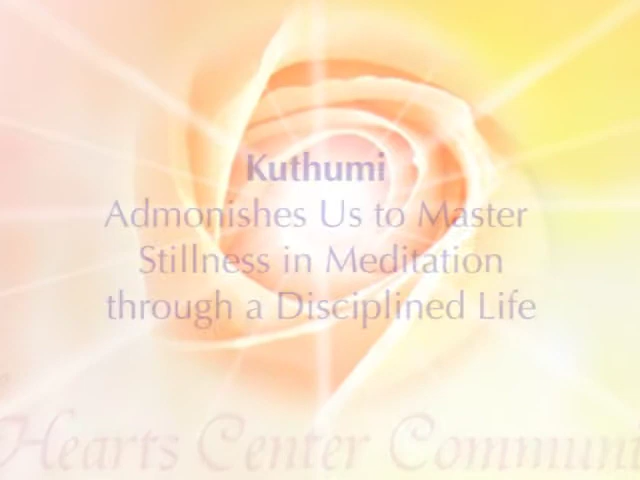 Kuthumi
Admonishes Us to Master
Stillness in Meditation
through a Disciplined Life
Hearts Center Communi